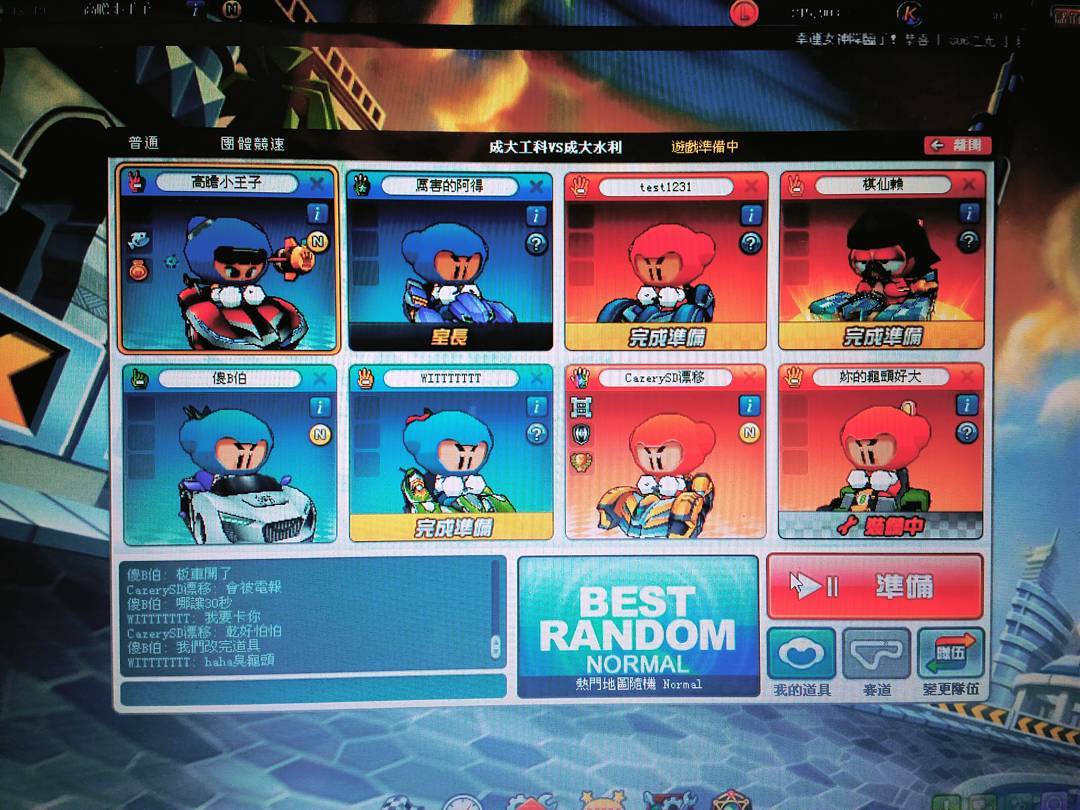 普通 團體競速 成大工科VS成大水利 遊戲準備中 離開
高瞻小王子 厲害的阿得 test1231 棋仙賴
室長 完成準備 完成準備
傻B伯 WITTTTTTT CazerySD漂移 妳的龜頭好大
完成準備 裝備中
傻B伯: 板車開了
CazerySD漂移: 會被電報
傻B伯: 哪讓30秒
WITTTTTTT: 我要卡你
CazerySD漂移: 乾好怕怕
傻B伯: 我們改完道具
WITTTTTTT: haha臭龜頭
BEST
RANDOM
NORMAL
熱門地圖隨機 Normal
準備
隊伍
我的道具 賽道 變更隊伍